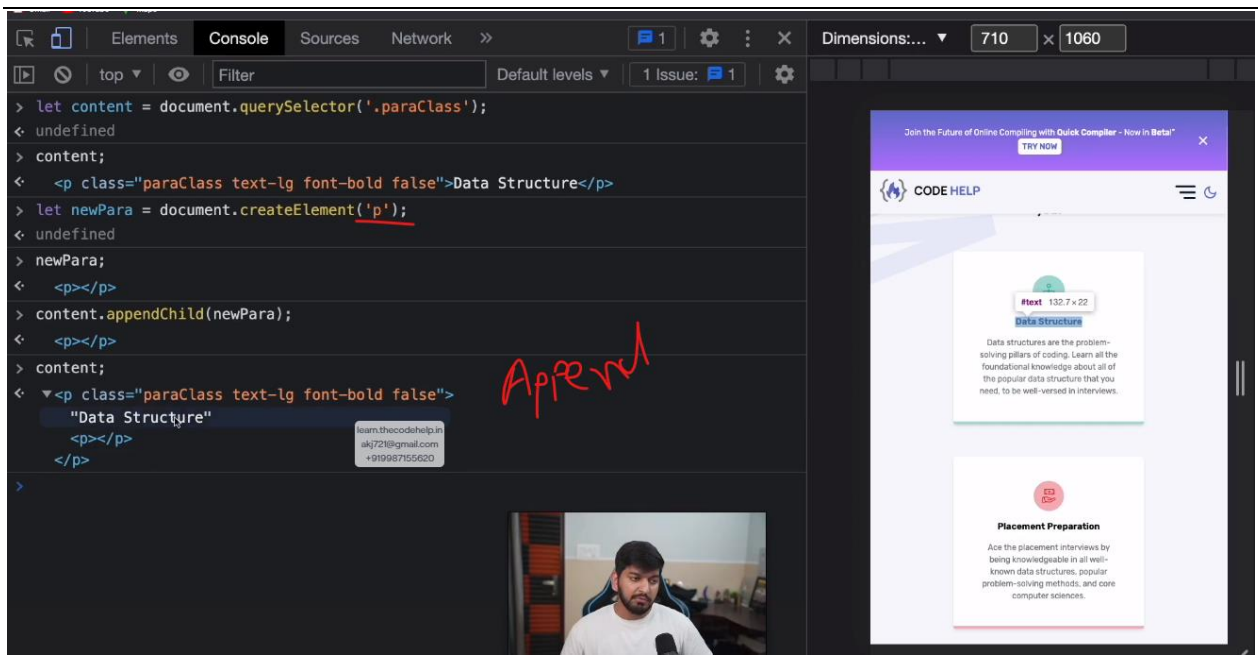 Elements Console Sources Network » 1
Dimensions:... ▼ 710 × 1060
top ▼ Filter Default levels ▼ 1 Issue: 1
> let content = document.querySelector('.paraClass');
undefined
> content;
<p class="paraClass text-lg font-bold false">Data Structure</p>
> let newPara = document.createElement('p');
undefined
> newPara;
<p></p>
> content.appendChild(newPara);
<p></p>
> content;
▼<p class="paraClass text-lg font-bold false">
"Data Structure"
<p></p>
</p>
>
Append
learn.thecodehelp.in
akj721@gmail.com
+919987155620
Join the Future of Online Compiling with Quick Compiler - Now in Beta!"
TRY NOW
CODE HELP
#text 132.7×22
Data Structure
Data structures are the problem-
solving pillars of coding. Learn all the
foundational knowledge about all of
the popular data structure that you
need, to be well-versed in interviews.
Placement Preparation
Ace the placement interviews by
being knowledgeable in all well-
known data structures, popular
problem-solving methods, and core
computer sciences.